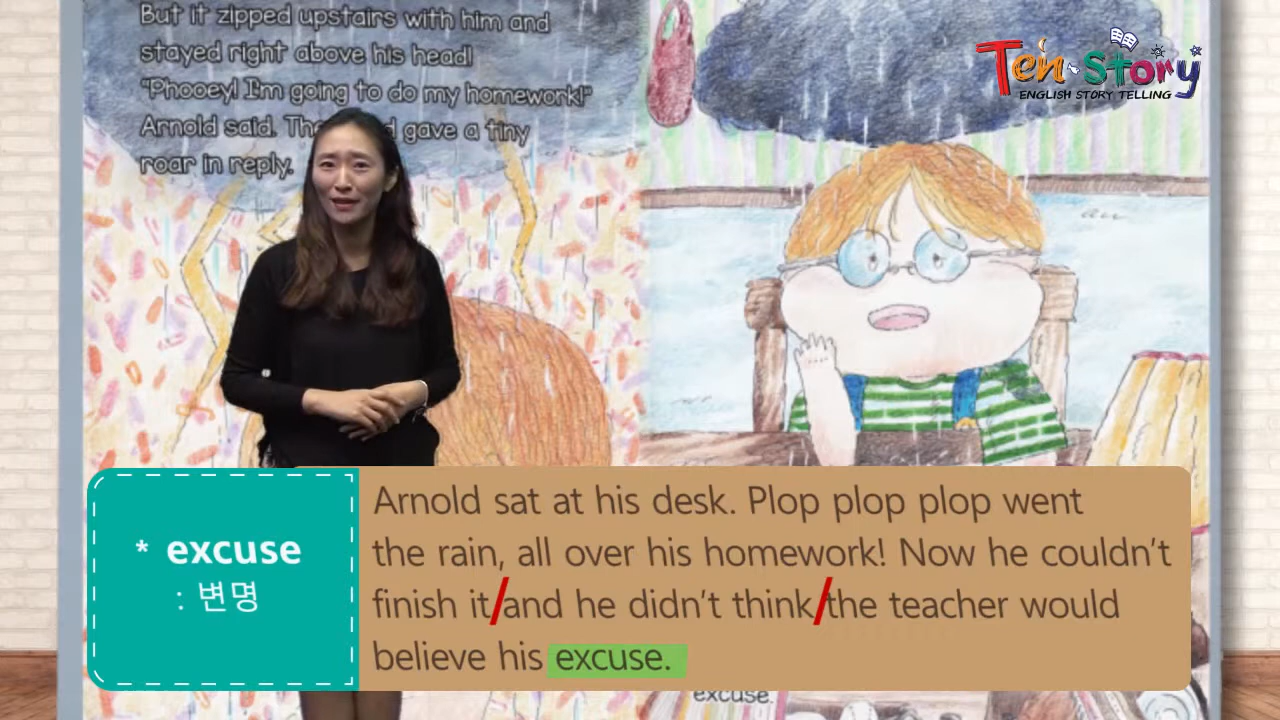 But it zipped upstairs with him and
stayed right above his head!
"Phooey! I'm going to do my homework!"
Arnold said. The gave a tiny
roar in reply.
Ten Story
ENGLISH STORY TELLING
* excuse
: 변명
Arnold sat at his desk. Plop plop plop went
the rain, all over his homework! Now he couldn't
finish it/and he didn't think/the teacher would
believe his excuse.
excuse.